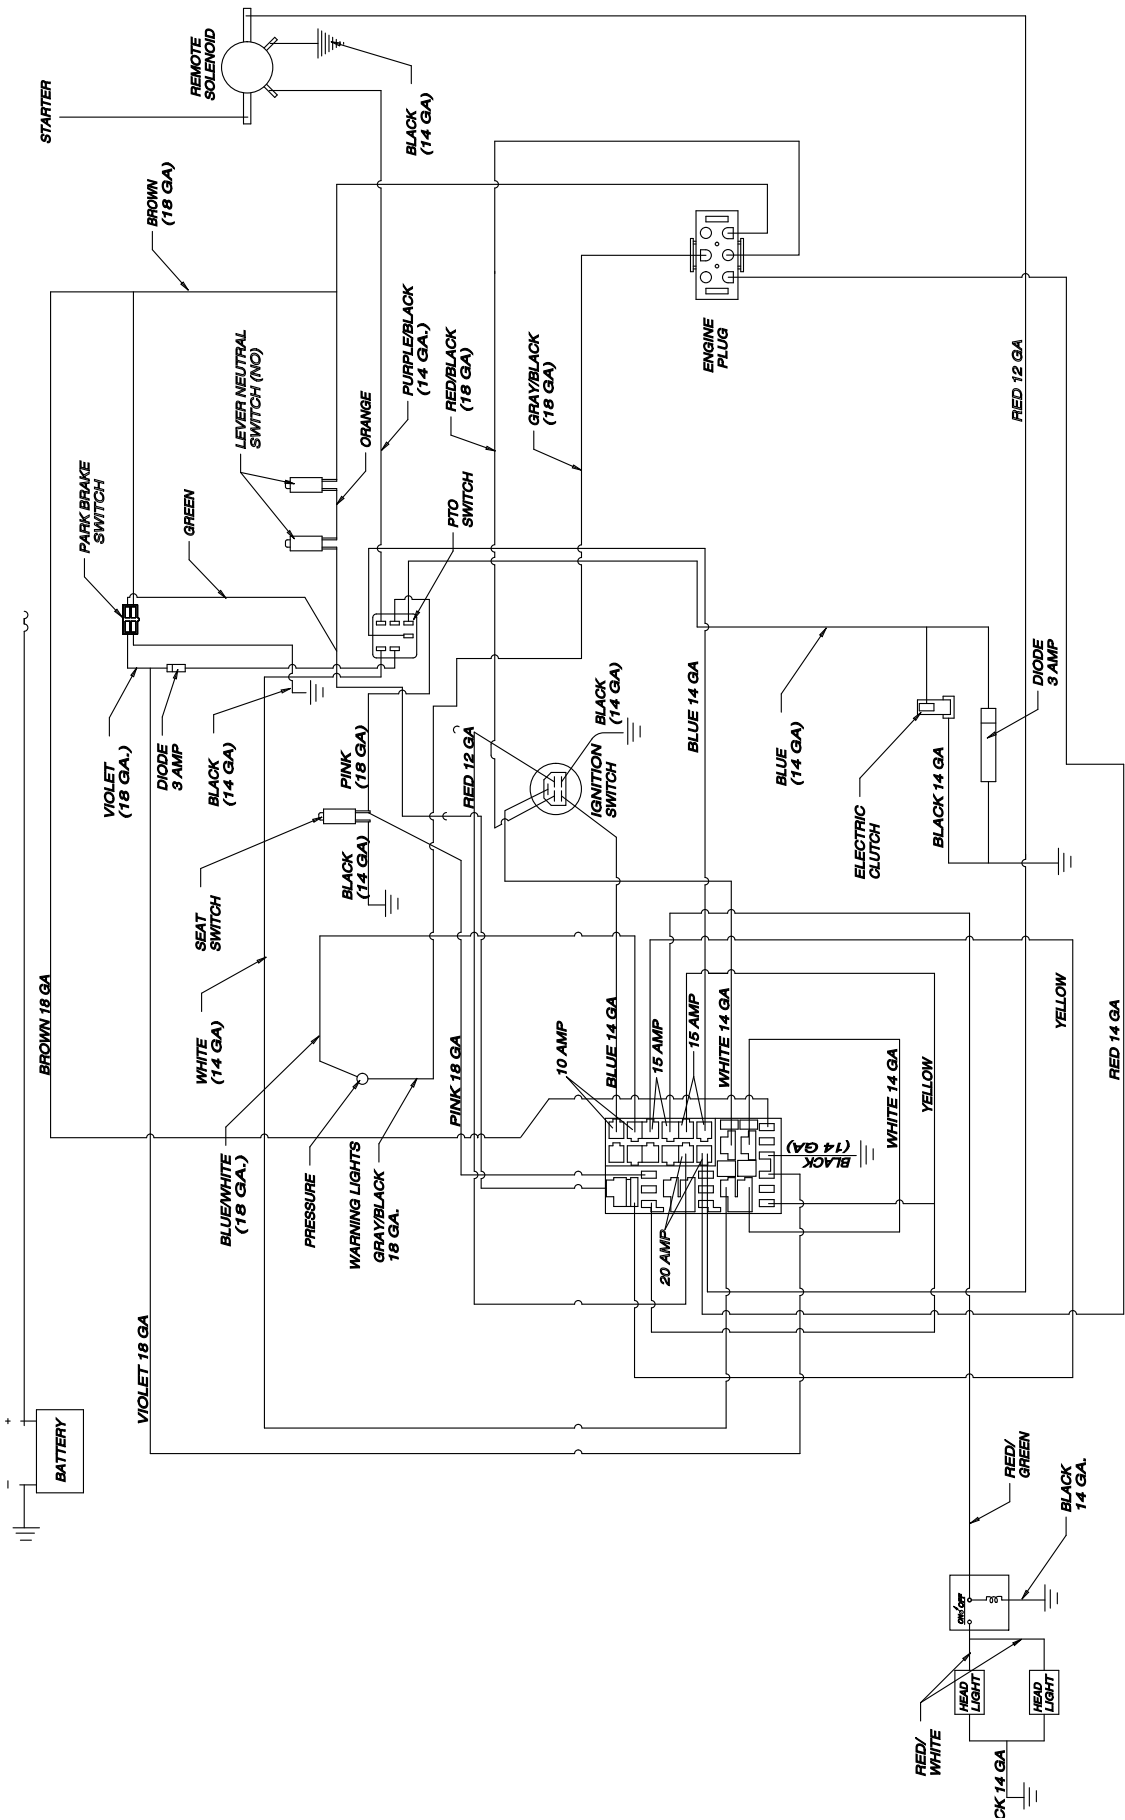 STARTER
REMOTE
SOLENOID
BLACK
(14 GA)
BROWN
(18 GA)
LEVER NEUTRAL
SWITCH (NO)
PARK BRAKE
SWITCH
GREEN
ORANGE
PURPLE/BLACK
(14 GA.)
RED/BLACK
(18 GA)
GRAY/BLACK
(18 GA)
PTO
SWITCH
ENGINE
PLUG
RED 12 GA
VIOLET
(18 GA.)
DIODE
3 AMP
BLACK
(14 GA)
PINK
(18 GA)
RED 12 GA
BLACK
(14 GA)
IGNITION
SWITCH
BLUE 14 GA
BLUE
(14 GA)
DIODE
3 AMP
ELECTRIC
CLUTCH
BLACK 14 GA
SEAT
SWITCH
BLACK
(14 GA)
BROWN 18 GA
WHITE
(14 GA)
BLUE/WHITE
(18 GA.)
PRESSURE
WARNING LIGHTS
GRAY/BLACK
18 GA.
PINK 18 GA
10 AMP
BLUE 14 GA
15 AMP
15 AMP
WHITE 14 GA
BLACK
(14 GA)
WHITE 14 GA
YELLOW
YELLOW
RED 14 GA
20 AMP
VIOLET 18 GA
+
-
BATTERY
RED/
GREEN
BLACK
14 GA.
ON OFF
HEAD
LIGHT
HEAD
LIGHT
RED/
WHITE
CK 14 GA